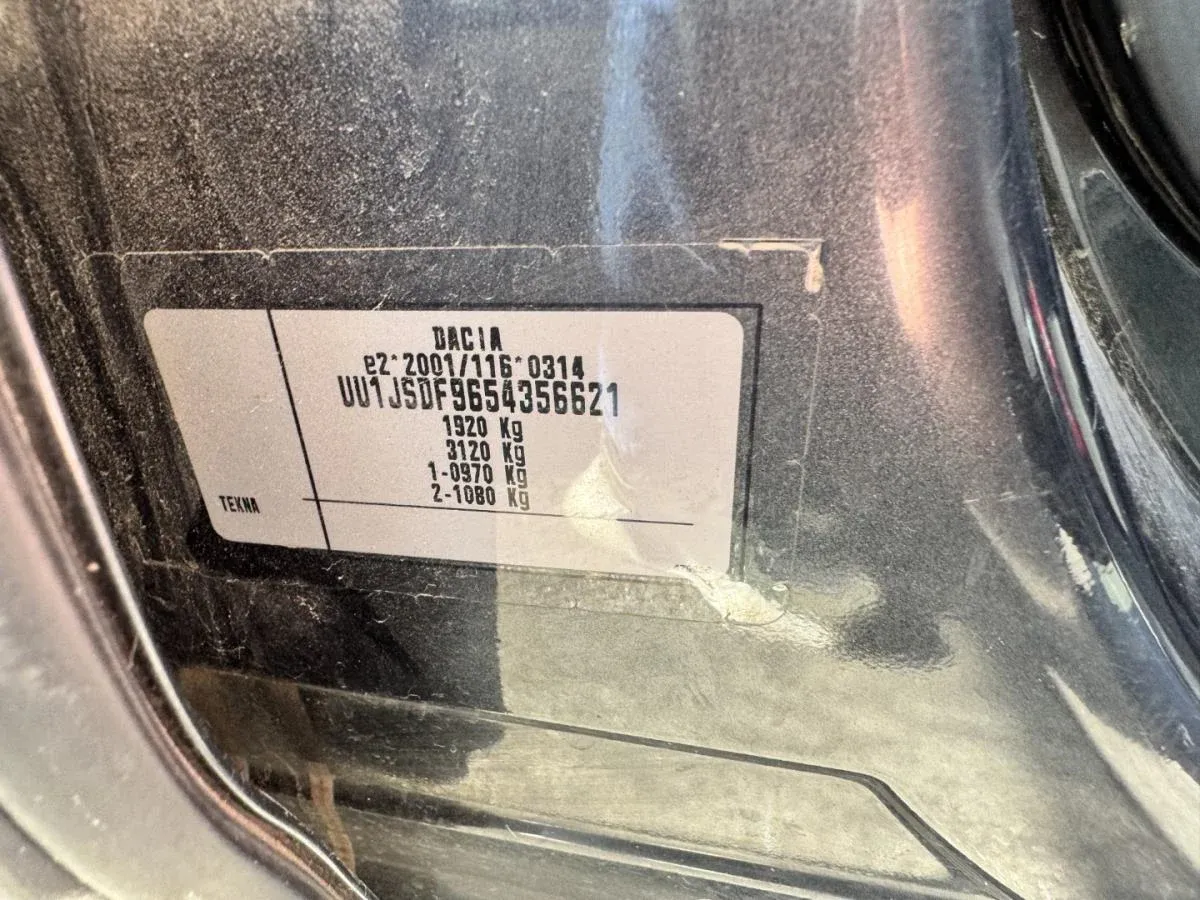 DACIA
e2*2001/116*0314
UU1JSDF9654356621
1920 Kg
3120 Kg
1-0970 Kg
2-1080 Kg
TEKNA